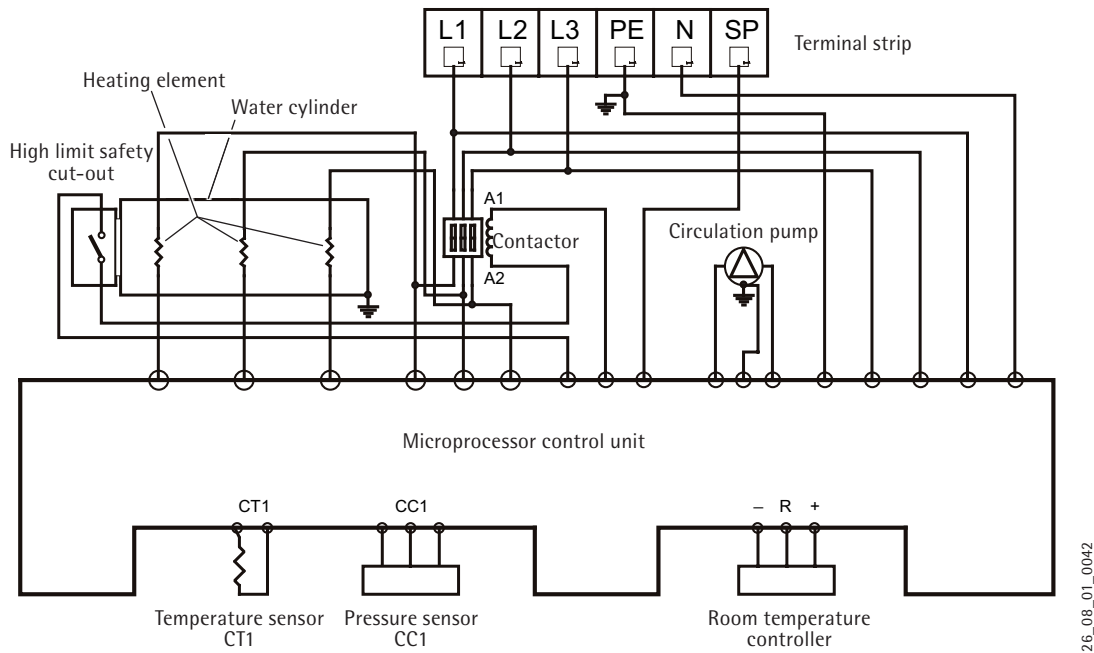 L1 L2 L3 PE N SP
Terminal strip
Heating element
Water cylinder
High limit safety
cut-out
A1
Contactor
A2
Circulation pump
Microprocessor control unit
CT1
CC1
– R +
Temperature sensor
CT1
Pressure sensor
CC1
Room temperature
controller
26_08_01_0042